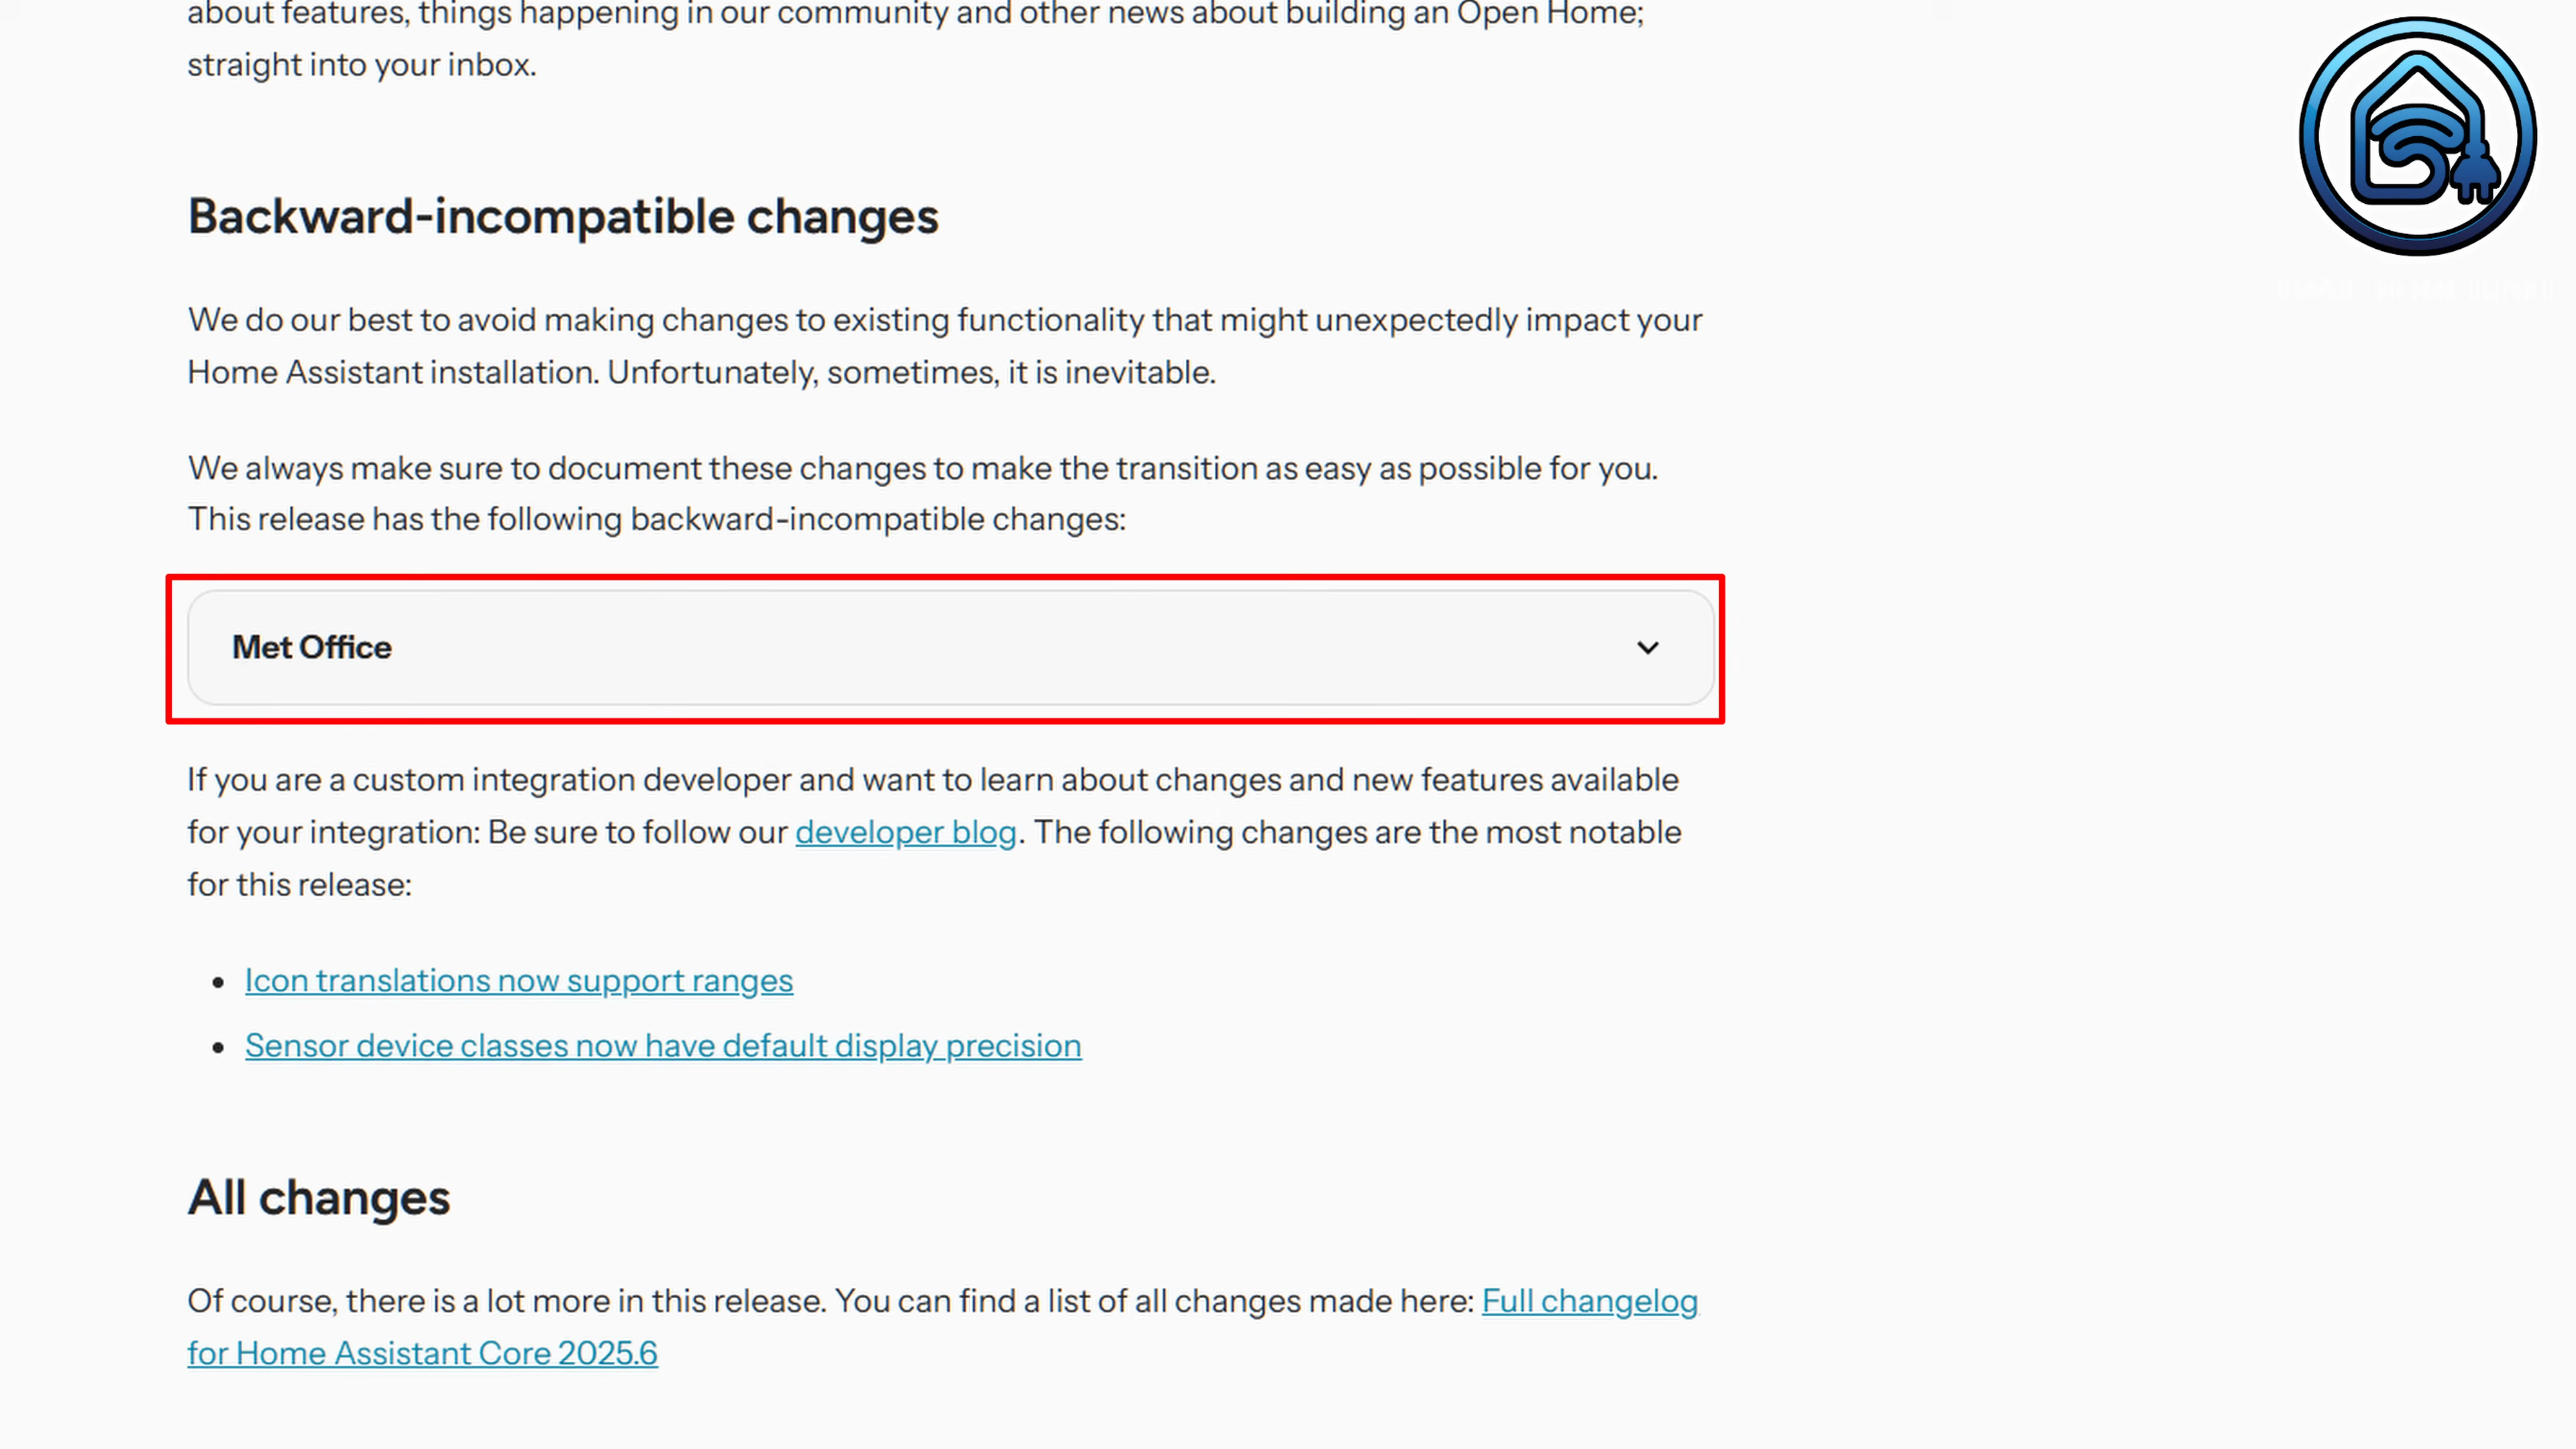 about features, things happening in our community and other news about building an Open Home;
straight into your inbox.
Backward-incompatible changes
We do our best to avoid making changes to existing functionality that might unexpectedly impact your
Home Assistant installation. Unfortunately, sometimes, it is inevitable.
We always make sure to document these changes to make the transition as easy as possible for you.
This release has the following backward-incompatible changes:
Met Office
If you are a custom integration developer and want to learn about changes and new features available
for your integration: Be sure to follow our developer blog. The following changes are the most notable
for this release:
Icon translations now support ranges
Sensor device classes now have default display precision
All changes
Of course, there is a lot more in this release. You can find a list of all changes made here: Full changelog
for Home Assistant Core 2025.6